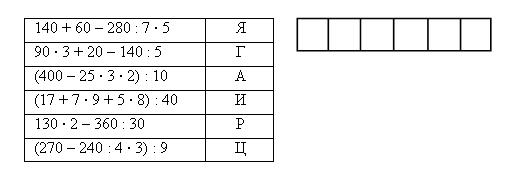 140 + 60 – 280 : 7 · 5 Я
90 · 3 + 20 – 140 : 5 Г
(400 – 25 · 3 · 2) : 10 А
(17 + 7 · 9 + 5 · 8) : 40 И
130 · 2 – 360 : 30 Р
(270 – 240 : 4 · 3) : 9 Ц